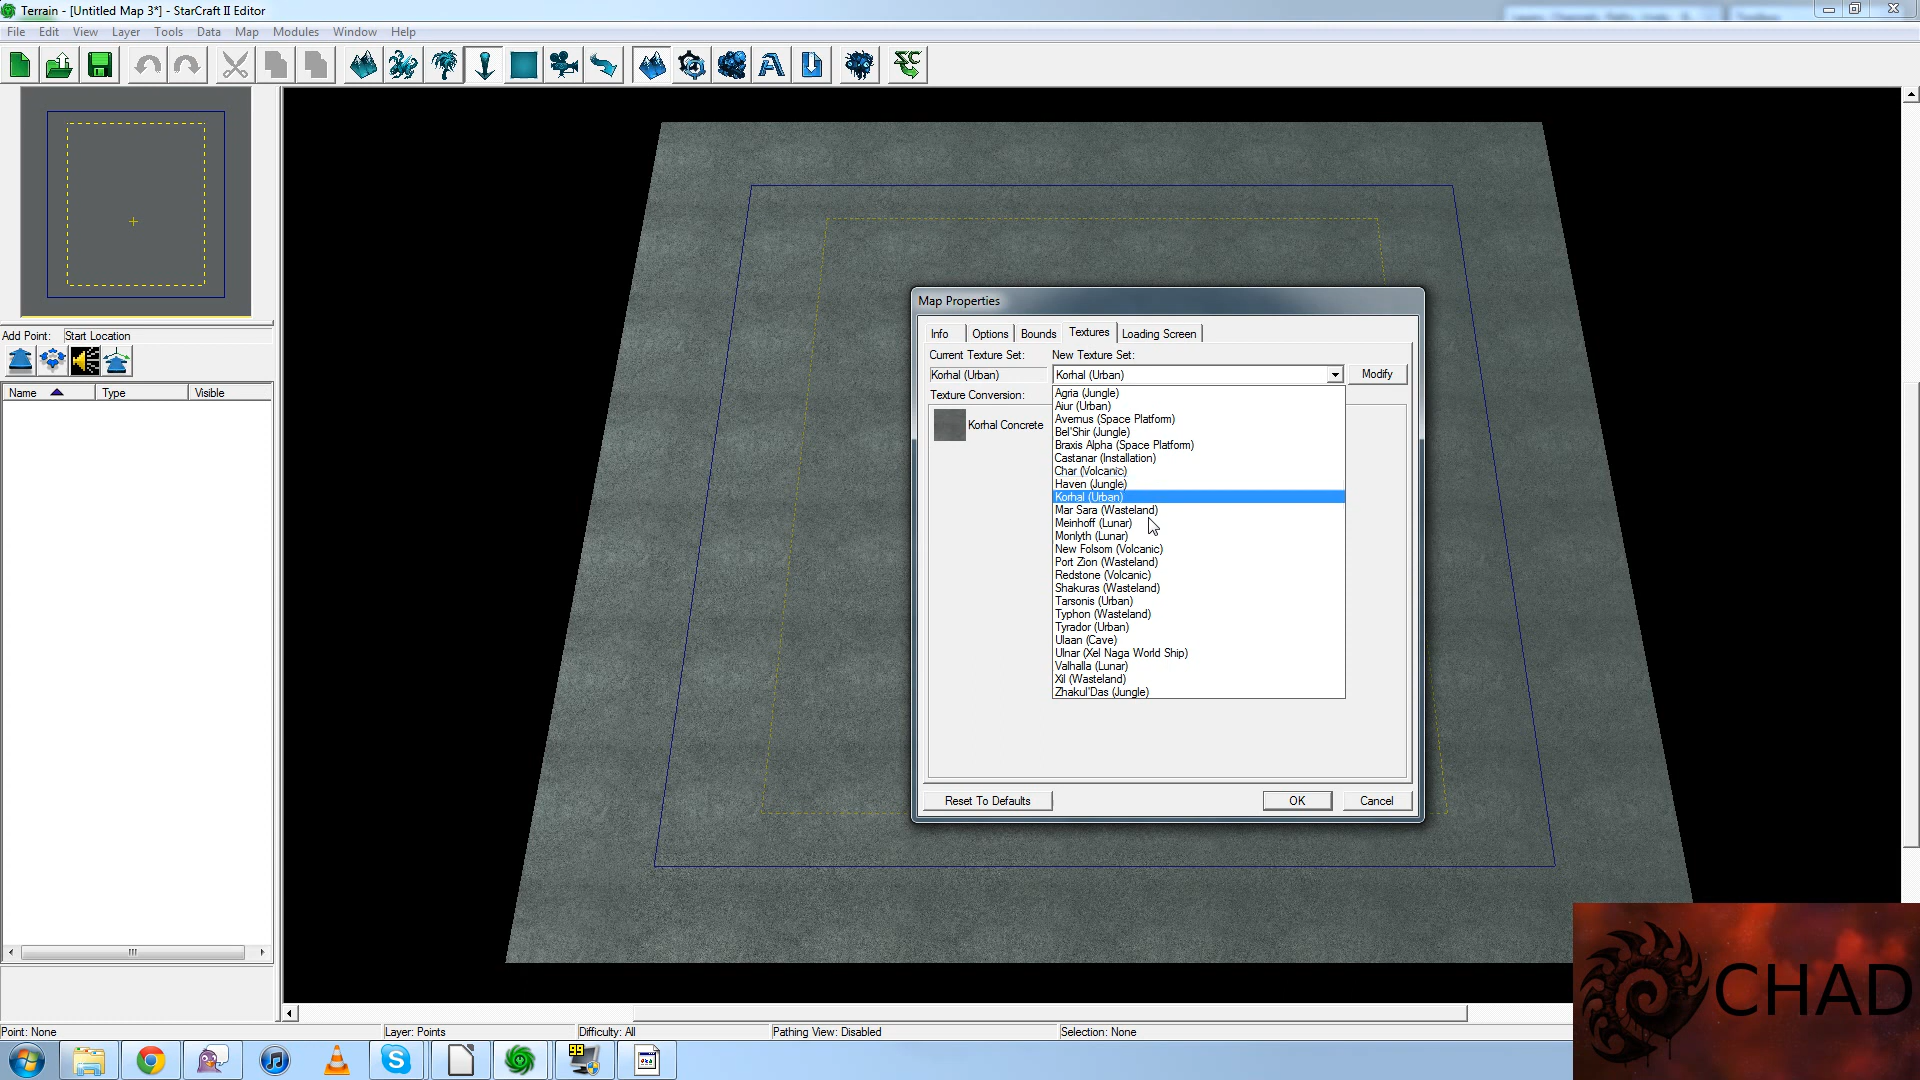 Terrain - [Untitled Map 3*] - StarCraft II Editor
File Edit View Layer Tools Data Map Modules Window Help
Add Point: Start Location
Name Type Visible
Map Properties
Info Options Bounds Textures Loading Screen
Current Texture Set: New Texture Set:
Korhal (Urban) Korhal (Urban) Modify
Texture Conversion:
Korhal Concrete
Agria (Jungle)
Aiur (Urban)
Avernus (Space Platform)
Bel'Shir (Jungle)
Braxis Alpha (Space Platform)
Castanar (Installation)
Char (Volcanic)
Haven (Jungle)
Korhal (Urban)
Mar Sara (Wasteland)
Meinhoff (Lunar)
Monlyth (Lunar)
New Folsom (Volcanic)
Port Zion (Wasteland)
Redstone (Volcanic)
Shakuras (Wasteland)
Tarsonis (Urban)
Typhon (Wasteland)
Tyrador (Urban)
Ulaan (Cave)
Ulnar (Xel Naga World Ship)
Valhalla (Lunar)
Xil (Wasteland)
Zhakul'Das (Jungle)
Reset To Defaults OK Cancel
Point: None Layer: Points Difficulty: All Pathing View: Disabled Selection: None
99
CHAD